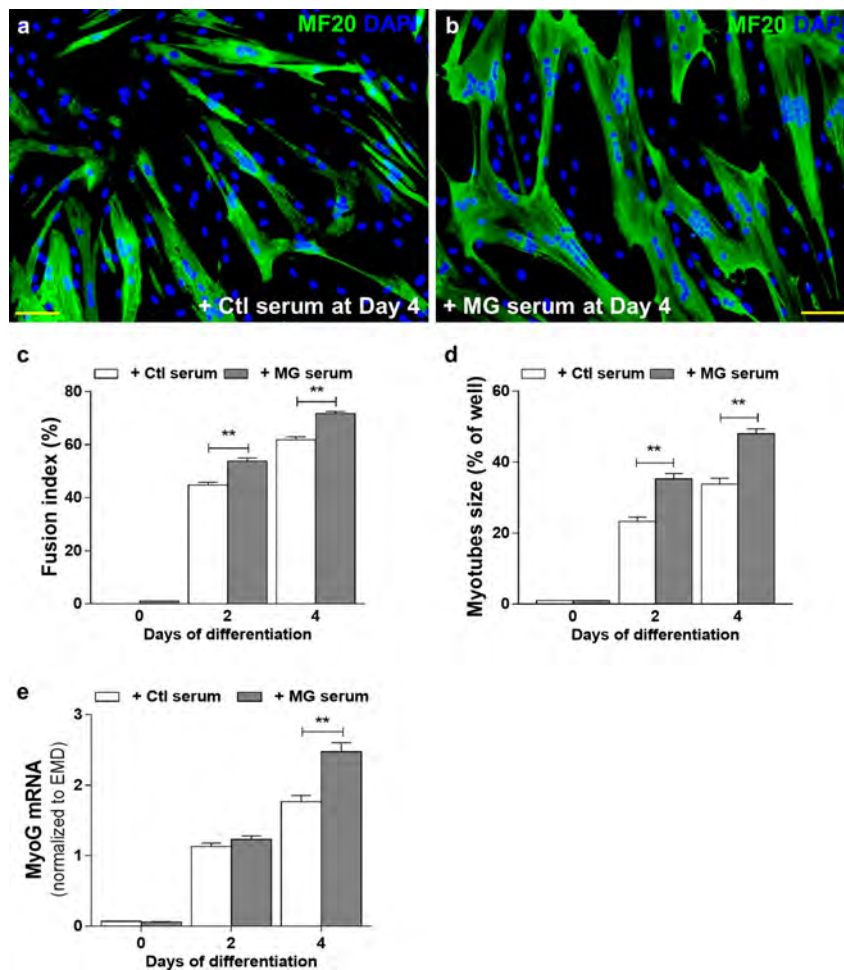 a
MF20 DAPI
+ Ctl serum at Day 4
b
MF20 DAPI
+ MG serum at Day 4
c
+ Ctl serum
+ MG serum
Fusion index (%)
80
60
40
20
0
**
**
0
2
4
Days of differentiation
d
+ Ctl serum
+ MG serum
Myotubes size (% of well)
60
40
20
0
**
**
0
2
4
Days of differentiation
e
+ Ctl serum
+ MG serum
MyoG mRNA
(normalized to EMD)
3
2
1
0
**
0
2
4
Days of differentiation